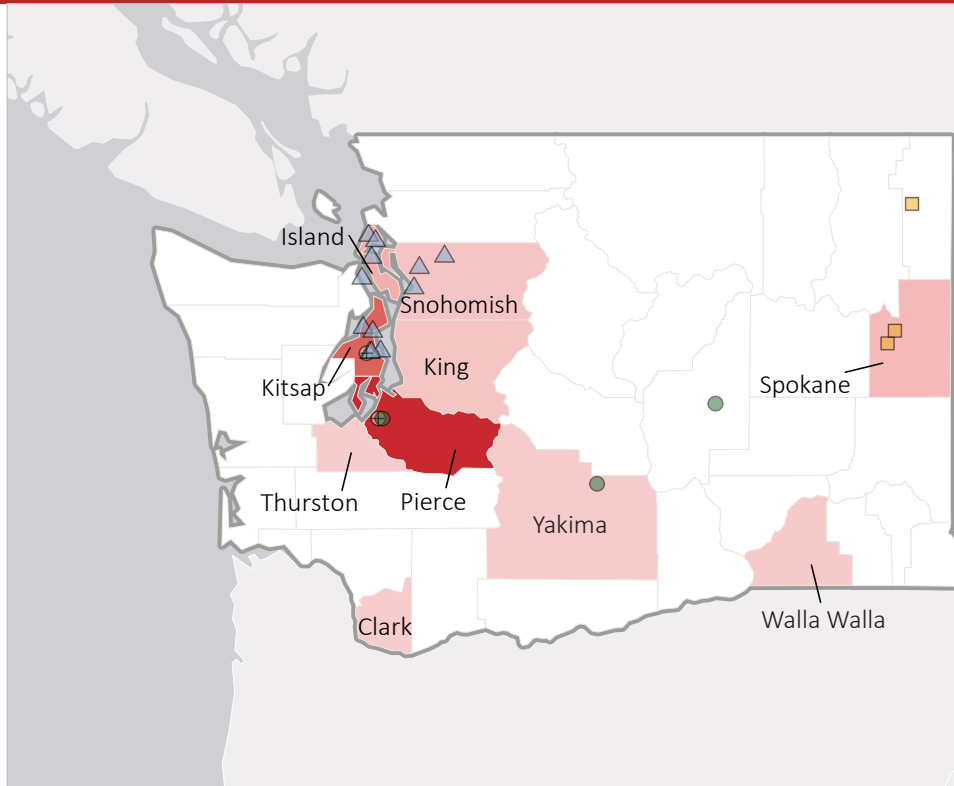 Island
Snohomish
King
Kitsap
Spokane
Thurston
Pierce
Yakima
Walla Walla
Clark